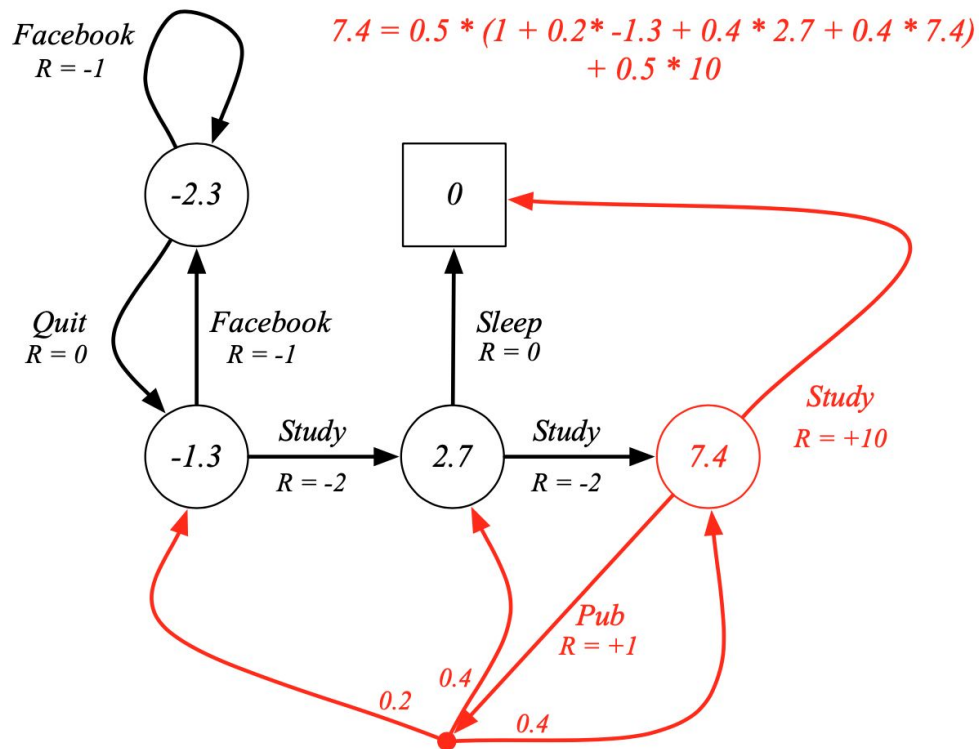 Facebook
R = -1
7.4 = 0.5 * (1 + 0.2* -1.3 + 0.4 * 2.7 + 0.4 * 7.4)
+ 0.5 * 10
-2.3
0
Quit
R = 0
Facebook
R = -1
Sleep
R = 0
Study
R = +10
-1.3
Study
R = -2
2.7
Study
R = -2
7.4
Pub
R = +1
0.2
0.4
0.4